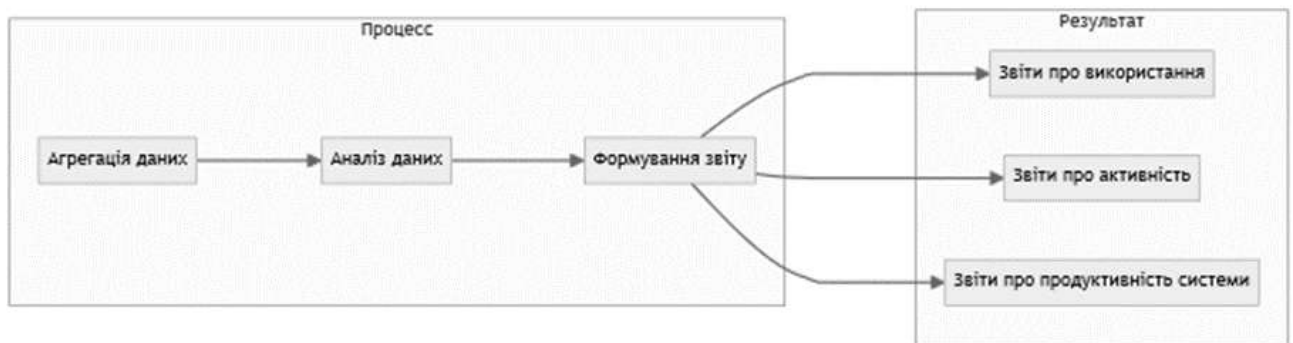 Процесс
Агрегація даних
Аналіз даних
Формування звіту
Результат
Звіти про використання
Звіти про активність
Звіти про продуктивність системи